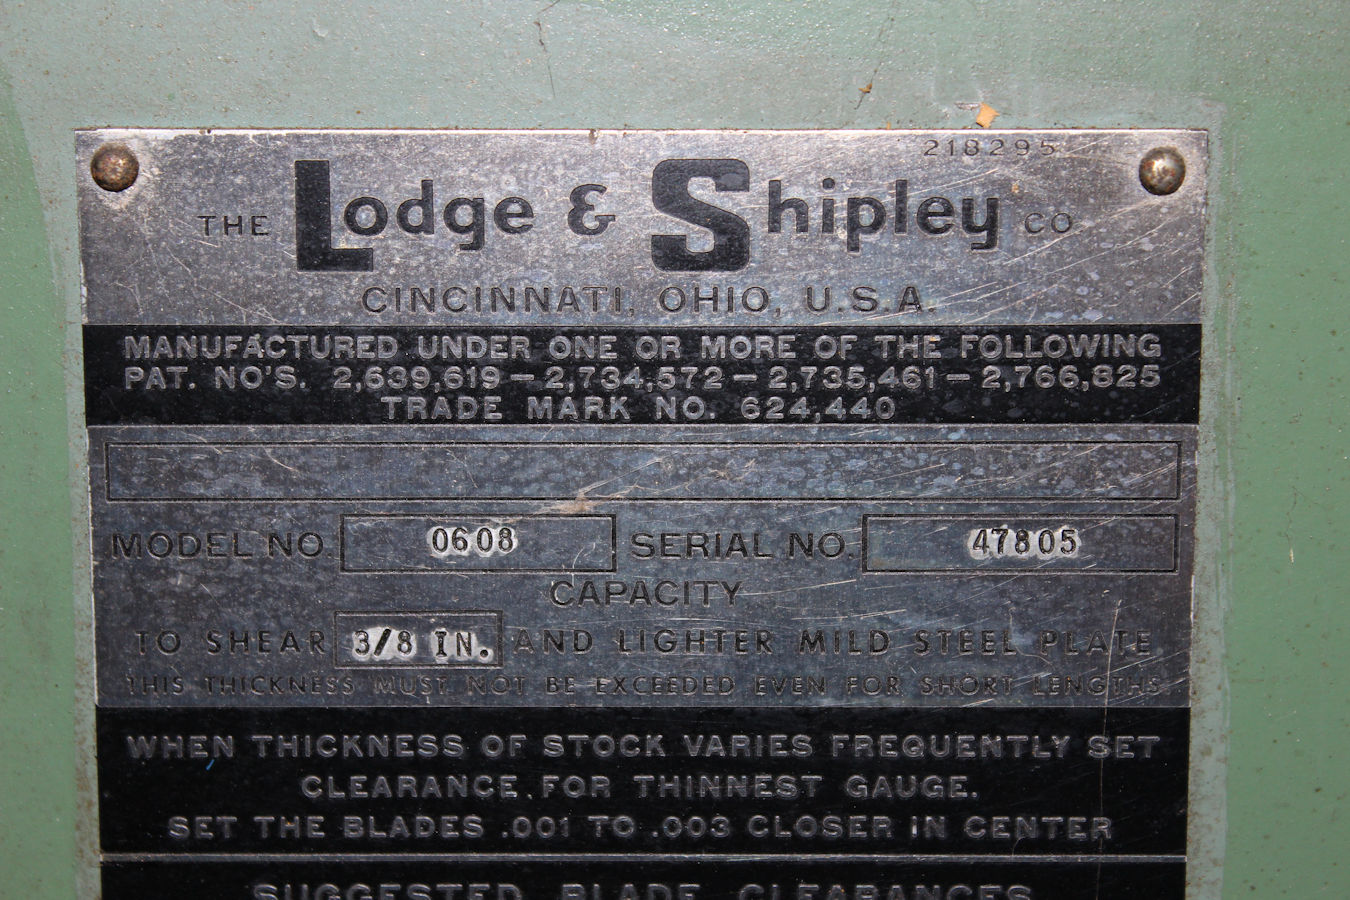 218295
THE Lodge & Shipley CO
CINCINNATI, OHIO, U.S.A.
MANUFACTURED UNDER ONE OR MORE OF THE FOLLOWING
PAT. NO'S. 2,639,619 - 2,734,572 - 2,735,461 - 2,766,825
TRADE MARK NO. 624,440
MODEL NO 0608 SERIAL NO. 47805
CAPACITY
TO SHEAR 3/8 IN. AND LIGHTER MILD STEEL PLATE
THIS THICKNESS MUST NOT BE EXCEEDED EVEN FOR SHORT LENGTHS
WHEN THICKNESS OF STOCK VARIES FREQUENTLY SET
CLEARANCE FOR THINNEST GAUGE.
SET THE BLADES .001 TO .003 CLOSER IN CENTER
SUGGESTED BLADE CLEARANCES